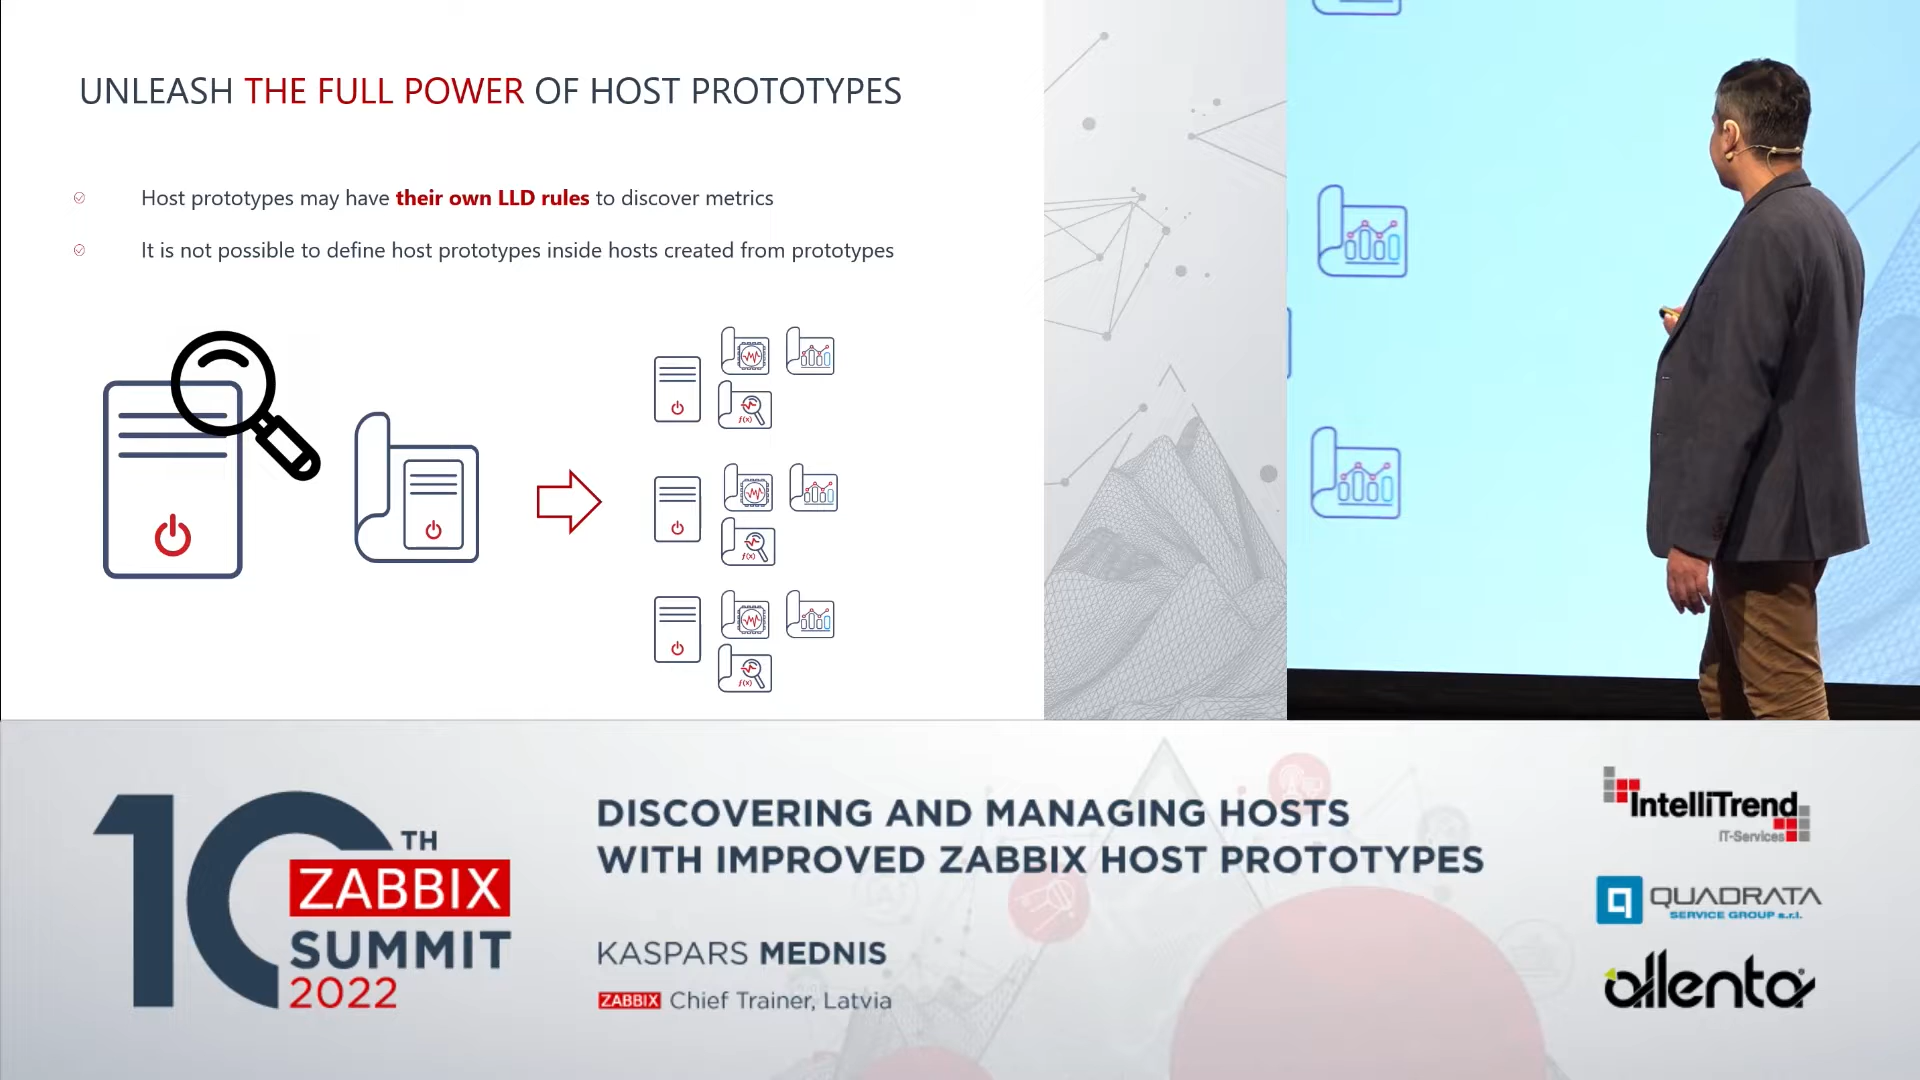 UNLEASH THE FULL POWER OF HOST PROTOTYPES
Host prototypes may have their own LLD rules to discover metrics
It is not possible to define host prototypes inside hosts created from prototypes
f(x)
f(x)
f(x)
10TH
ZABBIX
SUMMIT
2022
DISCOVERING AND MANAGING HOSTS
WITH IMPROVED ZABBIX HOST PROTOTYPES
KASPARS MEDNIS
ZABBIX Chief Trainer, Latvia
IntelliTrend
IT-Services
QUADRATA
SERVICE GROUP s.r.l.
allenta